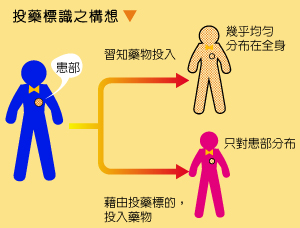 投藥標識之構想▼
患部
習知藥物投入
幾乎均勻
分布在全身
只對患部分布
藉由投藥標的，
投入藥物